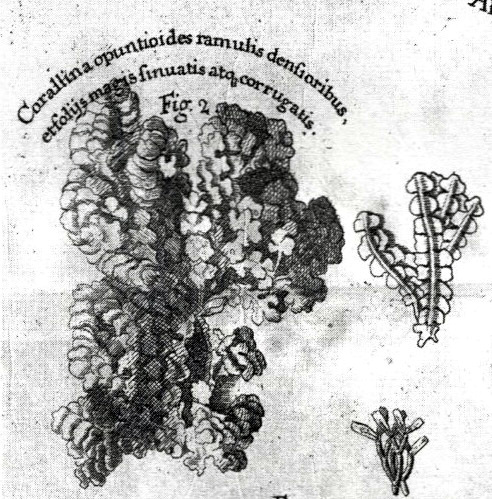 Corallina opuntioides ramulis densioribus,
et folijs magis sinuatis atq, corrugatis.
Fig. 2